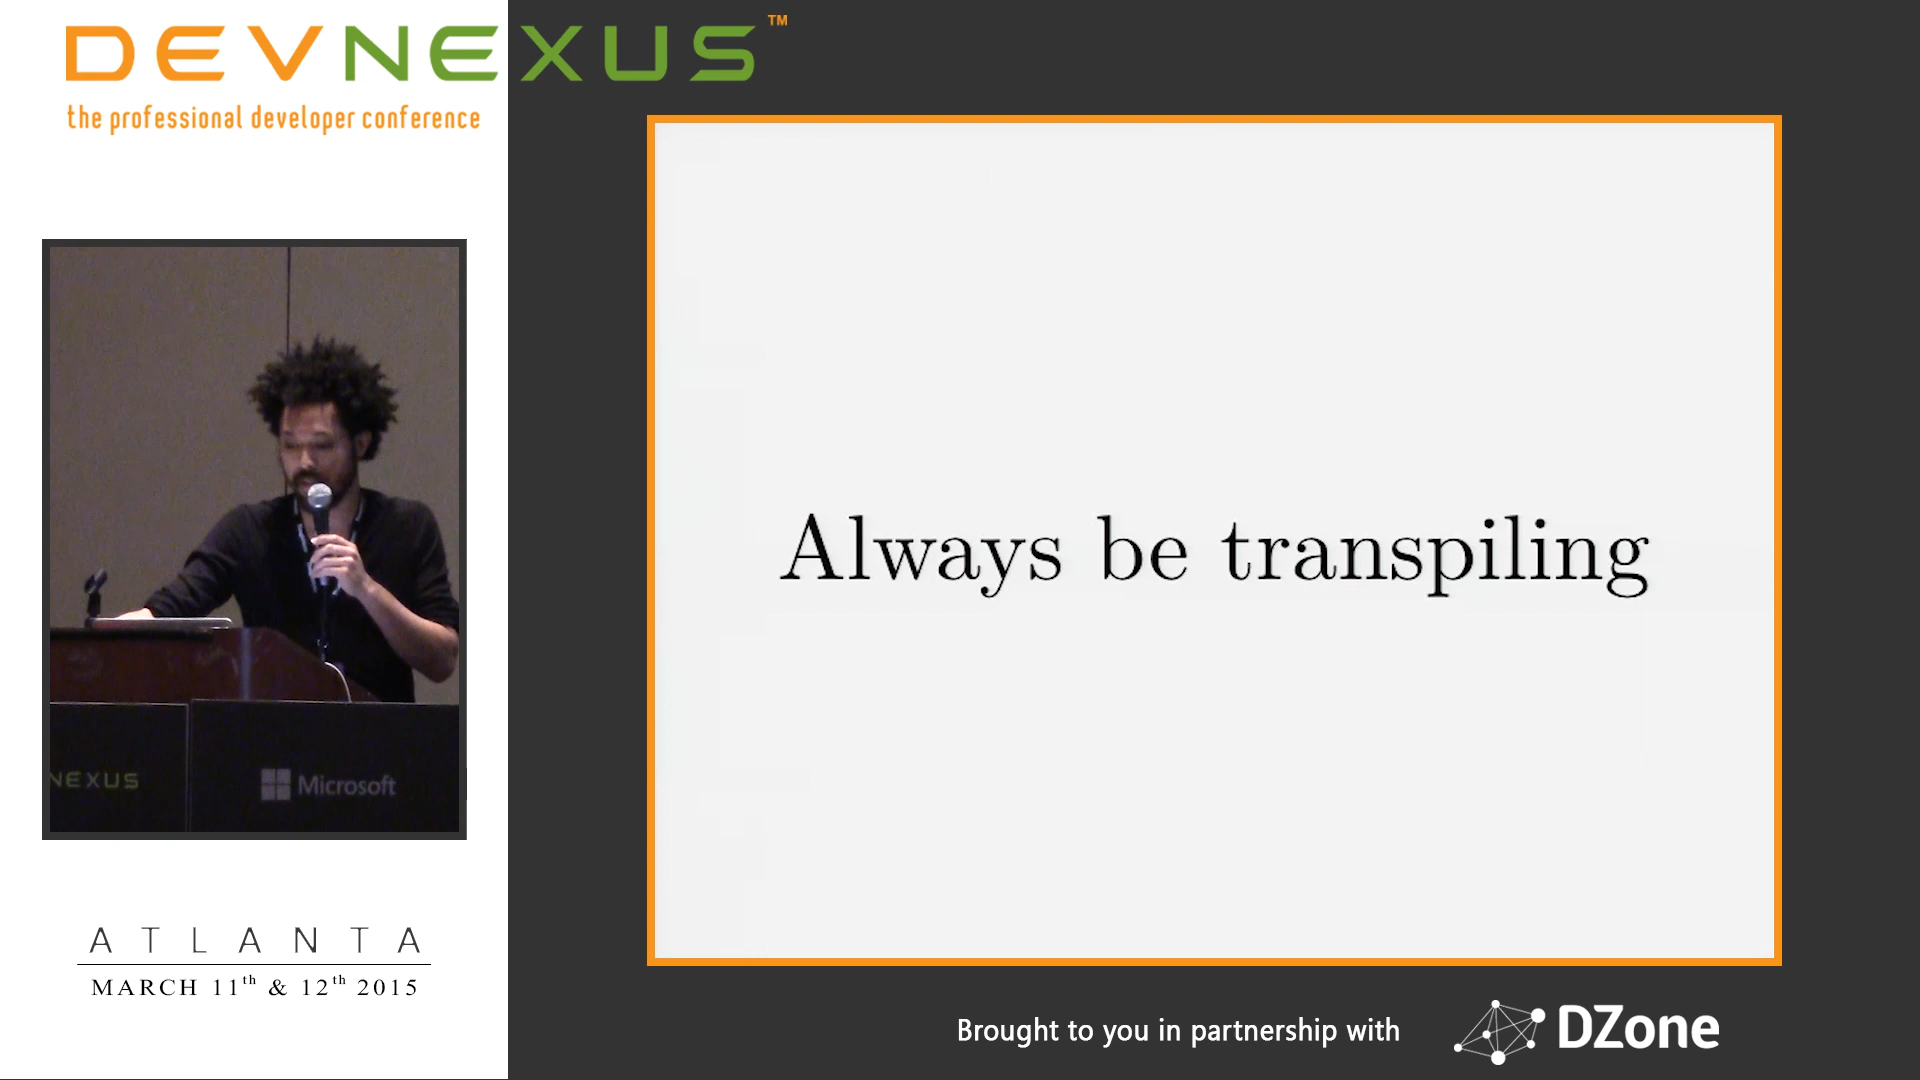 DEVNEXUS™
the professional developer conference
Always be transpiling
NEXUS
Microsoft
ATLANTA
MARCH 11th & 12th 2015
Brought to you in partnership with
DZone